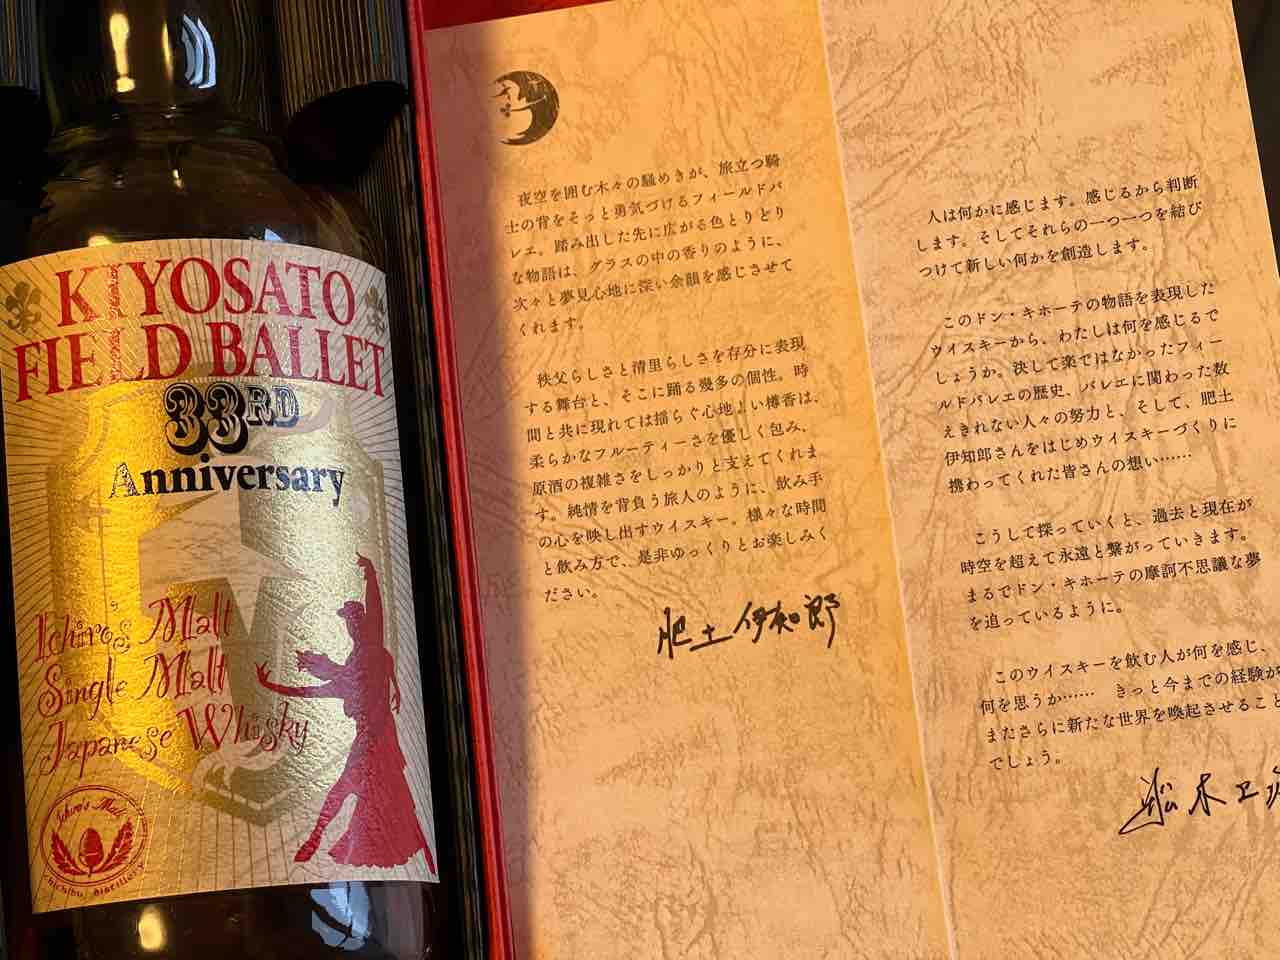 KIYOSATO
FIELD BALLET
33RD
Anniversary
Ichiro's Malt
Single Malt
Japanese Whisky
Ichiro's Malt
chichibu distillery
夜空を囲む木々の騒めきが、旅立つ騎
士の背をそっと勇気づけるフィールドバ
レエ。踏み出した先に広がる色とりどり
な物語は、グラスの中の香りのように、
次々と夢見心地に深い余韻を感じさせて
くれます。
秩父らしさと清里らしさを存分に表現
する舞台と、そこに踊る幾多の個性。時
間と共に現れては揺らぐ心地よい樽香は、
柔らかなフルーティーさを優しく包み、
原酒の複雑さをしっかりと支えてくれま
す。純情を背負う旅人のように、飲み手
の心を映し出すウイスキー。様々な時間
と飲み方で、是非ゆっくりとお楽しみく
ださい。
肥土伊知郎
人は何かに感じます。感じるから判断
します。そしてそれらの一つ一つを結び
つけて新しい何かを創造します。
このドン・キホーテの物語を表現した
ウイスキーから、わたしは何を感じるで
しょうか。決して楽ではなかったフィー
ルドバレエの歴史、バレエに関わった数
えきれない人々の努力と、そして、肥土
伊知郎さんをはじめウイスキーづくりに
携わってくれた皆さんの想い……
こうして探っていくと、過去と現在が
時空を超えて永遠と繋がっていきます。
まるでドン・キホーテの摩訶不思議な夢
を追っているように。
このウイスキーを飲む人が何を感じ、
何を思うか…… きっと今までの経験が
またさらに新たな世界を喚起させること
でしょう。
舩木上